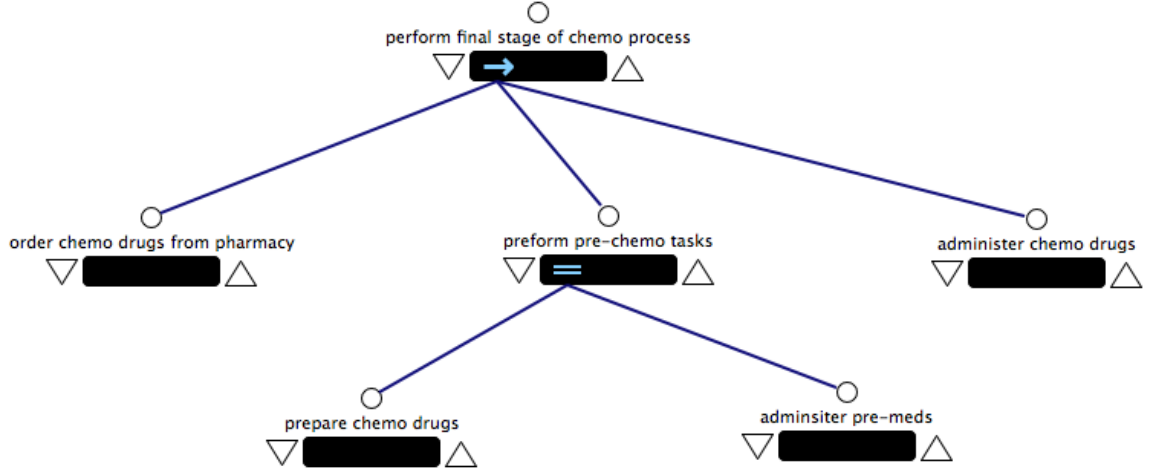 perform final stage of chemo process
order chemo drugs from pharmacy
preform pre-chemo tasks
administer chemo drugs
prepare chemo drugs
adminsiter pre-meds